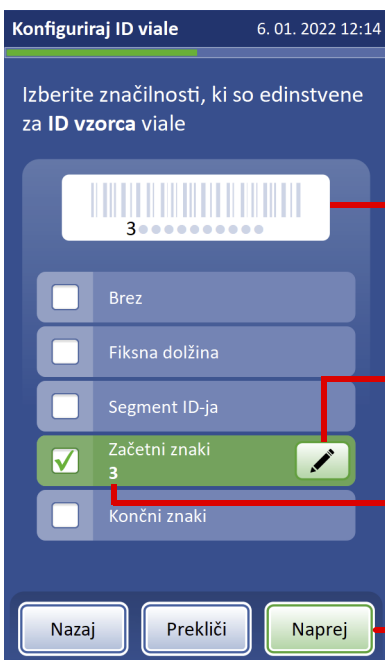 Konfiguriraj ID viale 6. 01. 2022 12:14
Izberite značilnosti, ki so edinstvene
za ID vzorca viale
3
Brez
Fiksna dolžina
Segment ID-ja
Začetni znaki
3
Končni znaki
Nazaj Prekliči Naprej